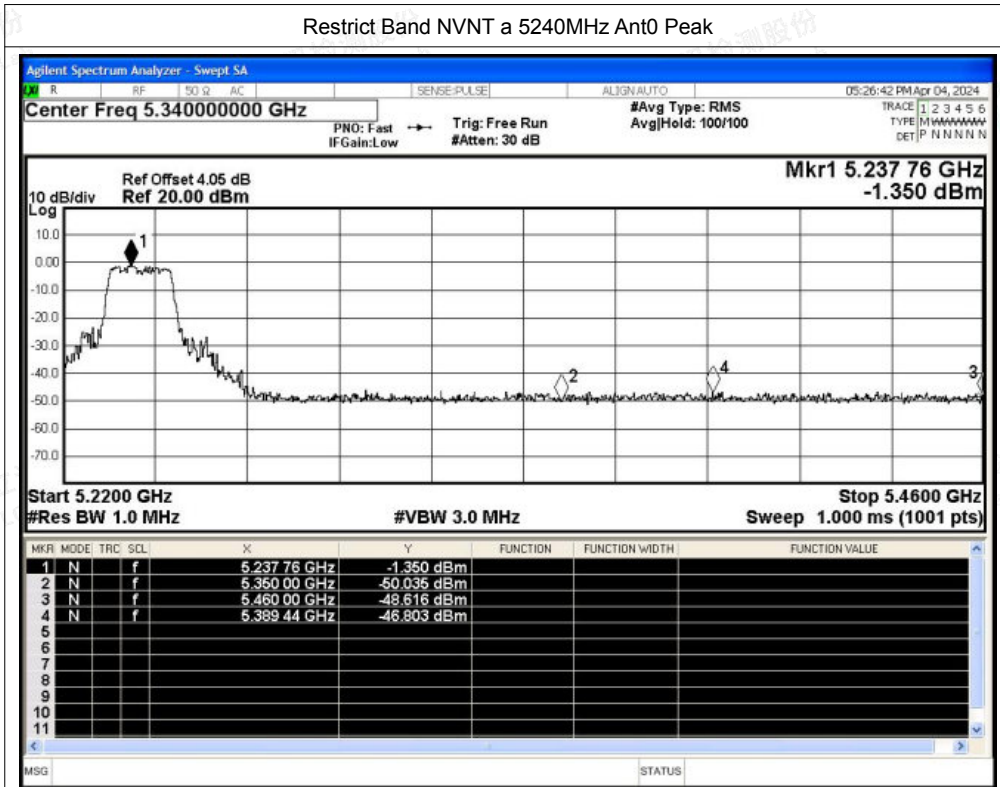 Restrict Band NVNT a 5240MHz Ant0 Peak
Agilent Spectrum Analyzer - Swept SA
R RF 50 Ω AC SENSE:PULSE ALIGN AUTO 05:26:42 PM Apr 04, 2024
Center Freq 5.340000000 GHz
PNO: Fast
IFGain:Low
Trig: Free Run
#Atten: 30 dB
#Avg Type: RMS
Avg|Hold: 100/100
TRACE 1 2 3 4 5 6
TYPE M WWWWW
DET P N N N N N
Mkr1 5.237 76 GHz
-1.350 dBm
Ref Offset 4.05 dB
10 dB/div Ref 20.00 dBm
Log
10.0
0.00
-10.0
-20.0
-30.0
-40.0
-50.0
-60.0
-70.0
1
2
4
3
Start 5.2200 GHz Stop 5.4600 GHz
#Res BW 1.0 MHz #VBW 3.0 MHz Sweep 1.000 ms (1001 pts)
MKR MODE TRC SCL X Y FUNCTION FUNCTION WIDTH FUNCTION VALUE
1 N f 5.237 76 GHz -1.350 dBm
2 N f 5.350 00 GHz -50.035 dBm
3 N f 5.460 00 GHz -48.616 dBm
4 N f 5.389 44 GHz -46.803 dBm
5
6
7
8
9
10
11
MSG STATUS